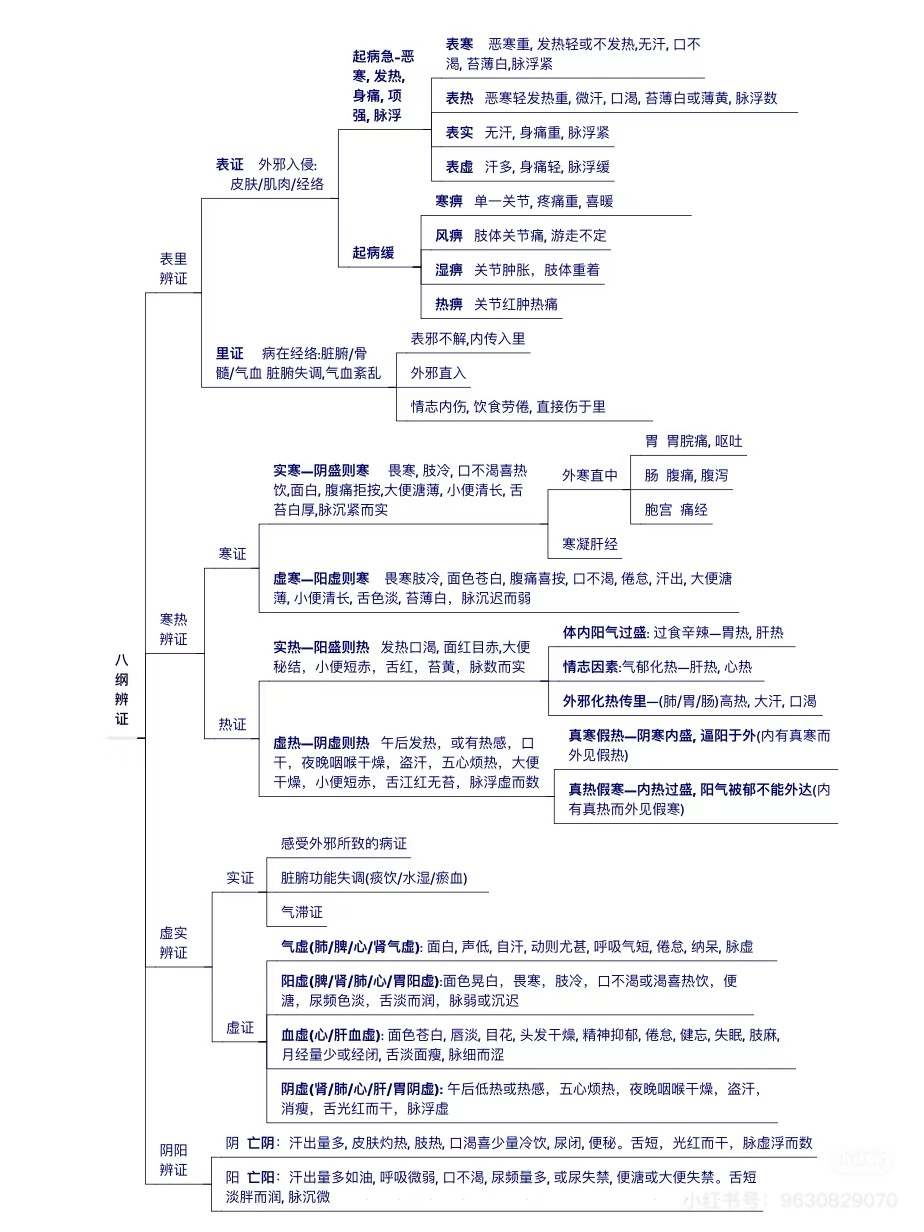 八
纲
辨
证
表里
辨证
表证 外邪入侵:
皮肤/肌肉/经络
起病急-恶
寒, 发热,
身痛, 项
强, 脉浮
表寒 恶寒重, 发热轻或不发热,无汗, 口不
渴, 苔薄白,脉浮紧
表热 恶寒轻发热重, 微汗, 口渴, 苔薄白或薄黄, 脉浮数
表实 无汗, 身痛重, 脉浮紧
表虚 汗多, 身痛轻, 脉浮缓
起病缓
寒痹 单一关节, 疼痛重, 喜暖
风痹 肢体关节痛, 游走不定
湿痹 关节肿胀，肢体重着
热痹 关节红肿热痛
里证 病在经络:脏腑/骨
髓/气血 脏腑失调,气血紊乱
表邪不解,内传入里
外邪直入
情志内伤, 饮食劳倦, 直接伤于里
寒热
辨证
寒证
实寒—阴盛则寒 畏寒, 肢冷, 口不渴喜热
饮,面白, 腹痛拒按,大便溏薄, 小便清长, 舌
苔白厚,脉沉紧而实
外寒直中
胃 胃脘痛, 呕吐
肠 腹痛, 腹泻
胞宫 痛经
寒凝肝经
虚寒—阳虚则寒 畏寒肢冷, 面色苍白, 腹痛喜按, 口不渴, 倦怠, 汗出, 大便溏
薄, 小便清长, 舌色淡, 苔薄白，脉沉迟而弱
热证
实热—阳盛则热 发热口渴, 面红目赤,大便
秘结，小便短赤，舌红，苔黄，脉数而实
体内阳气过盛: 过食辛辣—胃热, 肝热
情志因素:气郁化热—肝热, 心热
外邪化热传里—(肺/胃/肠)高热, 大汗, 口渴
虚热—阴虚则热 午后发热，或有热感，口
干，夜晚咽喉干燥，盗汗，五心烦热，大便
干燥，小便短赤，舌江红无苔，脉浮虚而数
真寒假热—阴寒内盛, 逼阳于外(内有真寒而
外见假热)
真热假寒—内热过盛, 阳气被郁不能外达(内
有真热而外见假寒)
虚实
辨证
实证
感受外邪所致的病证
脏腑功能失调(痰饮/水湿/瘀血)
气滞证
虚证
气虚(肺/脾/心/肾气虚): 面白, 声低, 自汗, 动则尤甚, 呼吸气短, 倦怠, 纳呆, 脉虚
阳虚(脾/肾/肺/心/胃阳虚):面色晃白，畏寒，肢冷，口不渴或渴喜热饮，便
溏，尿频色淡，舌淡而润，脉弱或沉迟
血虚(心/肝血虚): 面色苍白, 唇淡, 目花, 头发干燥, 精神抑郁, 倦怠, 健忘, 失眠, 肢麻,
月经量少或经闭, 舌淡面瘦, 脉细而涩
阴虚(肾/肺/心/肝/胃阴虚): 午后低热或热感，五心烦热，夜晚咽喉干燥，盗汗，
消瘦，舌光红而干，脉浮虚
阴阳
辨证
阴 亡阴：汗出量多, 皮肤灼热, 肢热, 口渴喜少量冷饮, 尿闭, 便秘。舌短，光红而干，脉虚浮而数
阳 亡阳：汗出量多如油, 呼吸微弱, 口不渴, 尿频量多, 或尿失禁, 便溏或大便失禁。舌短
淡胖而润, 脉沉微
小红书
小红书号：9630829070